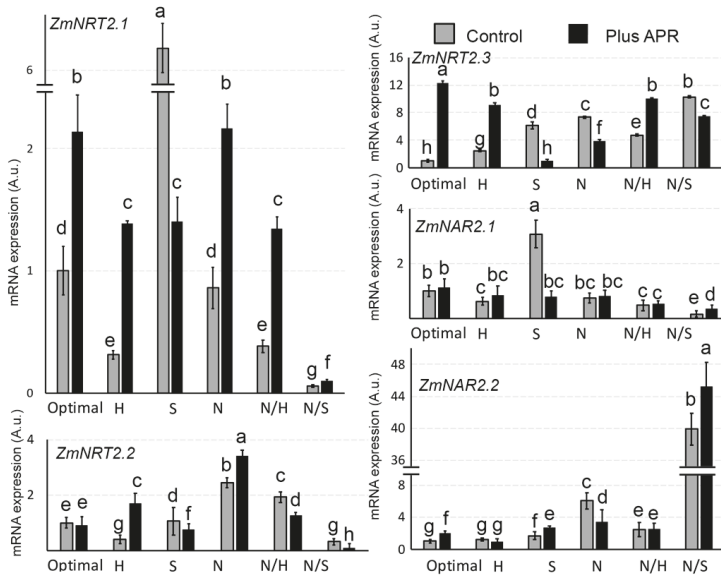 ZmNRT2.1
mRNA expression (A.u.)
6
2
1
0
a
b
b
d
c
c
c
d
e
e
g
f
Optimal
H
S
N
N/H
N/S
ZmNRT2.2
mRNA expression (A.u.)
4
2
0
e
e
g
c
d
f
b
a
c
d
g
h
Optimal
H
S
N
N/H
N/S
Control
Plus APR
ZmNRT2.3
mRNA expression (A.u.)
16
12
8
4
0
h
a
g
b
d
h
c
f
e
b
b
c
Optimal
H
S
N
N/H
N/S
ZmNAR2.1
mRNA expression (A.u.)
4
2
b
b
c
bc
a
bc
bc
bc
c
c
e
d
Optimal
H
S
N
N/H
N/S
ZmNAR2.2
mRNA expression (A.u.)
48
44
40
36
8
4
0
g
f
g
g
f
e
c
d
e
e
b
a
Optimal
H
S
N
N/H
N/S